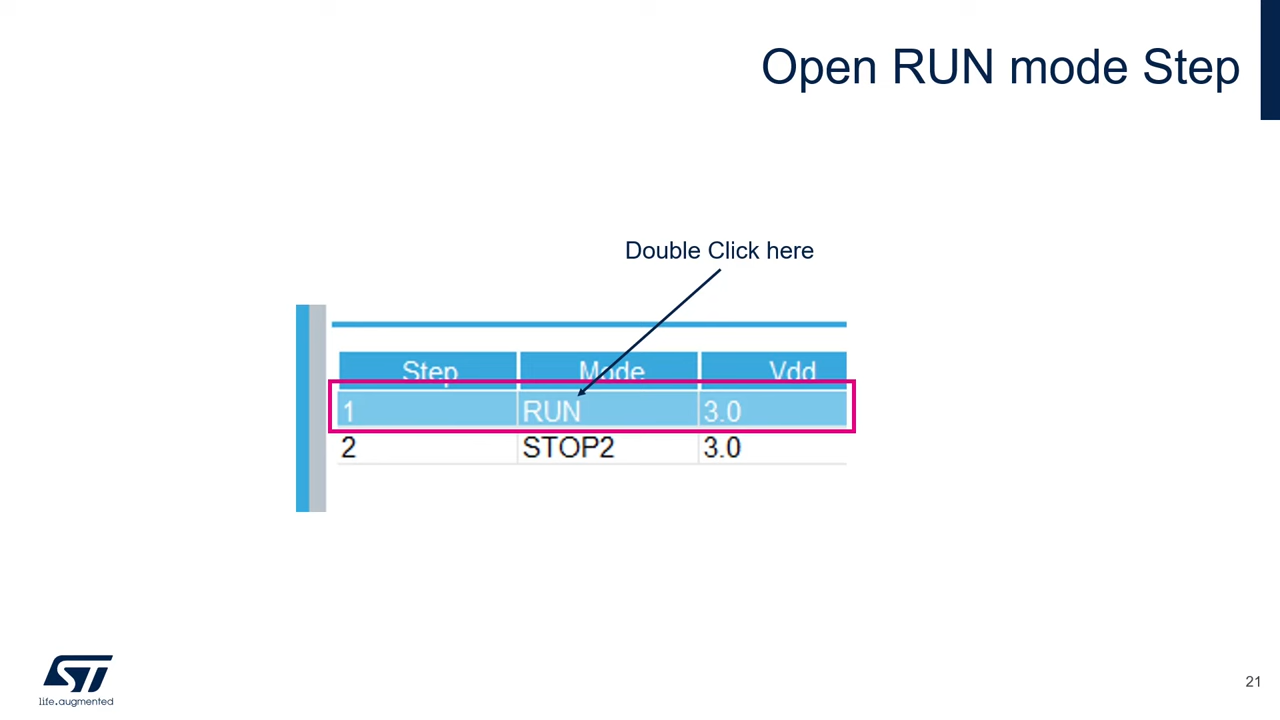 Open RUN mode Step
Double Click here
Step Mode Vdd
1 RUN 3.0
2 STOP2 3.0
ST
life.augmented
21